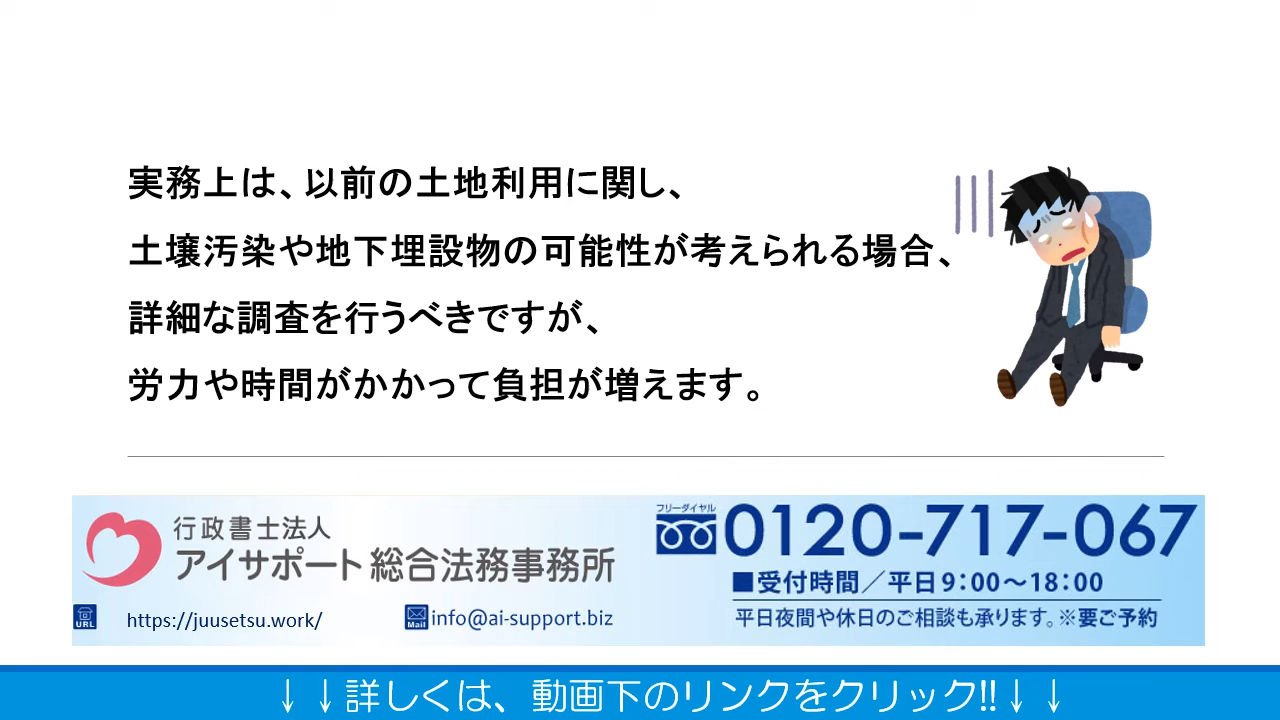 実務上は、以前の土地利用に関し、
土壌汚染や地下埋設物の可能性が考えられる場合、
詳細な調査を行うべきですが、
労力や時間がかかって負担が増えます。
行政書士法人
アイサポート総合法務事務所
URL https://juusetsu.work/
Mail info@ai-support.biz
フリーダイヤル
0120-717-067
■受付時間／平日9:00～18:00
平日夜間や休日のご相談も承ります。※要ご予約
↓↓詳しくは、動画下のリンクをクリック!!↓↓